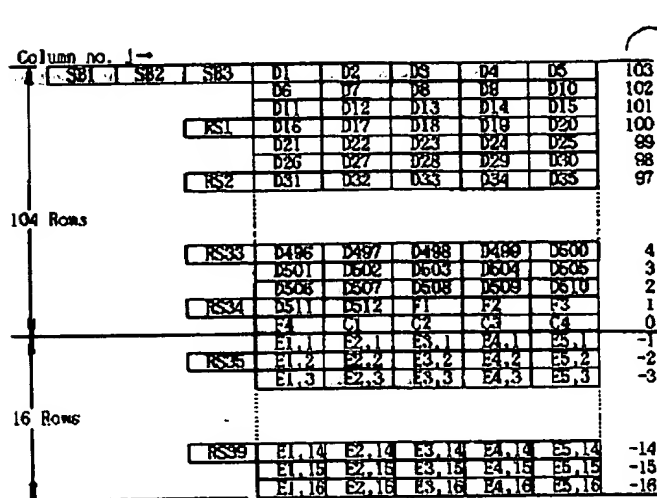 Column no. j→
SB1 SB2 SB3 D1 D2 D3 D4 D5 103
D6 D7 D8 D9 D10 102
D11 D12 D13 D14 D15 101
RS1 D16 D17 D18 D19 D20 100
D21 D22 D23 D24 D25 99
D26 D27 D28 D29 D30 98
RS2 D31 D32 D33 D34 D35 97
104 Rows
RS33 D496 D497 D498 D499 D500 4
D501 D502 D503 D504 D505 3
D506 D507 D508 D509 D510 2
RS34 D511 D512 F1 F2 F3 1
F4 C1 C2 C3 C4 0
E1,1 E2,1 E3,1 E4,1 E5,1 -1
RS35 E1,2 E2,2 E3,2 E4,2 E5,2 -2
E1,3 E2,3 E3,3 E4,3 E5,3 -3
16 Rows
RS39 E1,14 E2,14 E3,14 E4,14 E5,14 -14
E1,15 E2,15 E3,15 E4,15 E5,15 -15
E1,16 E2,16 E3,16 E4,16 E5,16 -16